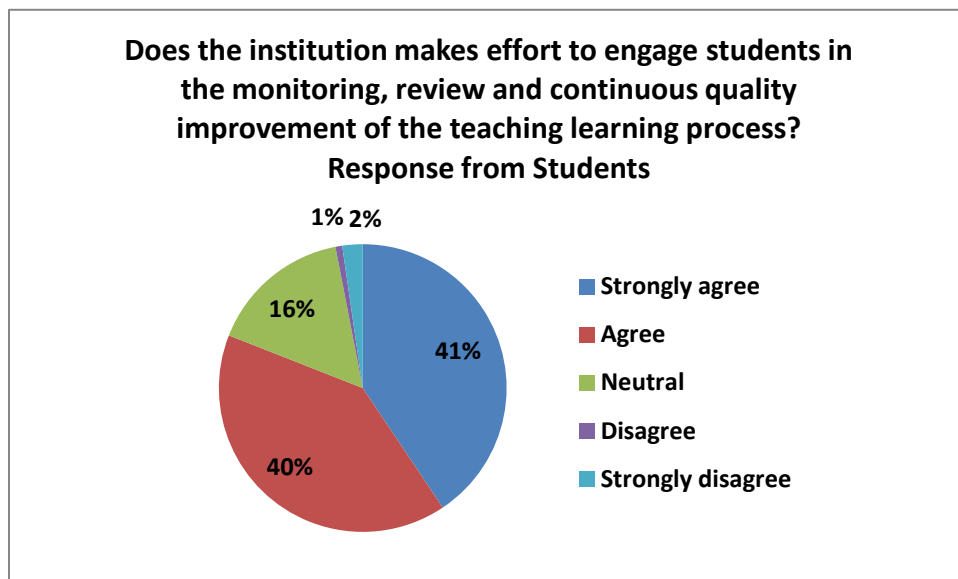 Does the institution makes effort to engage students in
the monitoring, review and continuous quality
improvement of the teaching learning process?
Response from Students
1% 2%
16%
41%
40%
Strongly agree
Agree
Neutral
Disagree
Strongly disagree